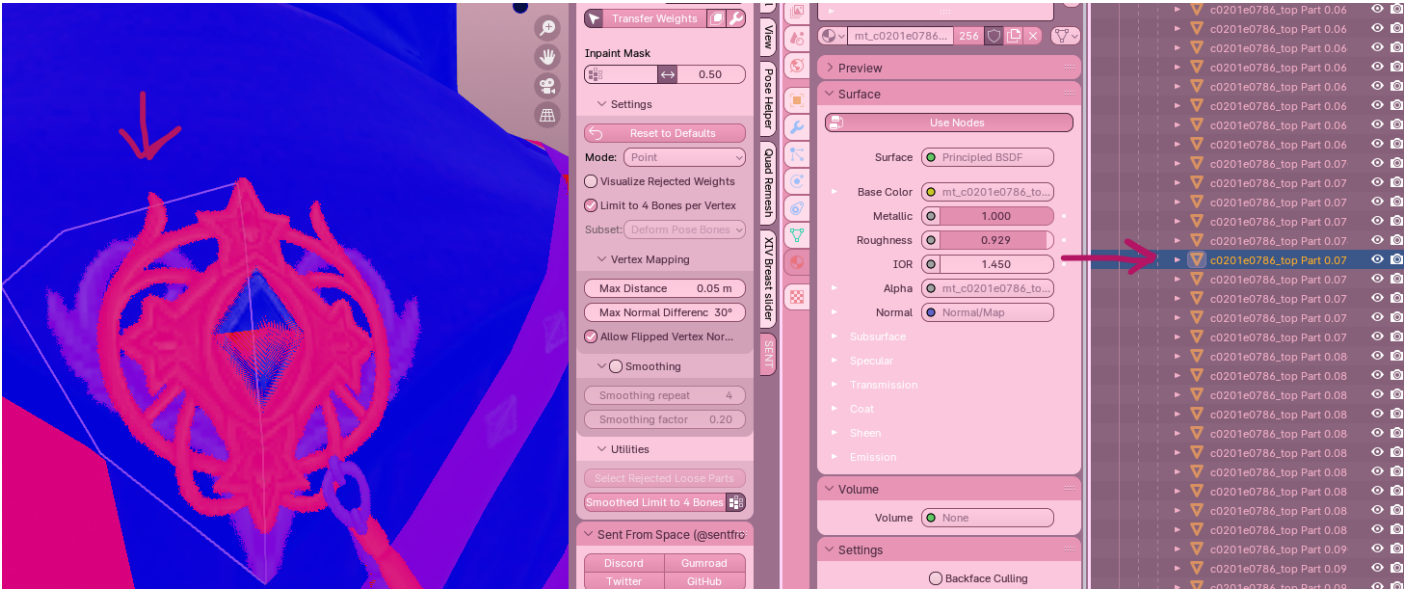 Transfer Weights
Inpaint Mask
0.50
Settings
Reset to Defaults
Mode: Point
Visualize Rejected Weights
Limit to 4 Bones per Vertex
Subset: Deform Pose Bones
Vertex Mapping
Max Distance 0.05 m
Max Normal Differenc 30°
Allow Flipped Vertex Nor...
Smoothing
Smoothing repeat 4
Smoothing factor 0.20
Utilities
Select Rejected Loose Parts
Smoothed Limit to 4 Bones
Sent From Space (@sentfro
Discord Gumroad
Twitter GitHub
View
Pose Helper
Quad Remesh
XIV Breast slider
SENT
mt_c0201e0786... 256
Preview
Surface
Use Nodes
Surface Principled BSDF
Base Color mt_c0201e0786_to...
Metallic 1.000
Roughness 0.929
IOR 1.450
Alpha mt_c0201e0786_to...
Normal Normal/Map
Subsurface
Specular
Transmission
Coat
Sheen
Emission
Volume
Volume None
Settings
Backface Culling
c0201e0786_top Part 0.06
c0201e0786_top Part 0.06
c0201e0786_top Part 0.06
c0201e0786_top Part 0.06
c0201e0786_top Part 0.06
c0201e0786_top Part 0.06
c0201e0786_top Part 0.06
c0201e0786_top Part 0.06
c0201e0786_top Part 0.07
c0201e0786_top Part 0.07
c0201e0786_top Part 0.07
c0201e0786_top Part 0.07
c0201e0786_top Part 0.07
c0201e0786_top Part 0.07
c0201e0786_top Part 0.07
c0201e0786_top Part 0.07
c0201e0786_top Part 0.07
c0201e0786_top Part 0.07
c0201e0786_top Part 0.08
c0201e0786_top Part 0.08
c0201e0786_top Part 0.08
c0201e0786_top Part 0.08
c0201e0786_top Part 0.08
c0201e0786_top Part 0.08
c0201e0786_top Part 0.08
c0201e0786_top Part 0.08
c0201e0786_top Part 0.08
c0201e0786_top Part 0.08
c0201e0786_top Part 0.09
c0201e0786_top Part 0.09
c0201e0786_top Part 0.09